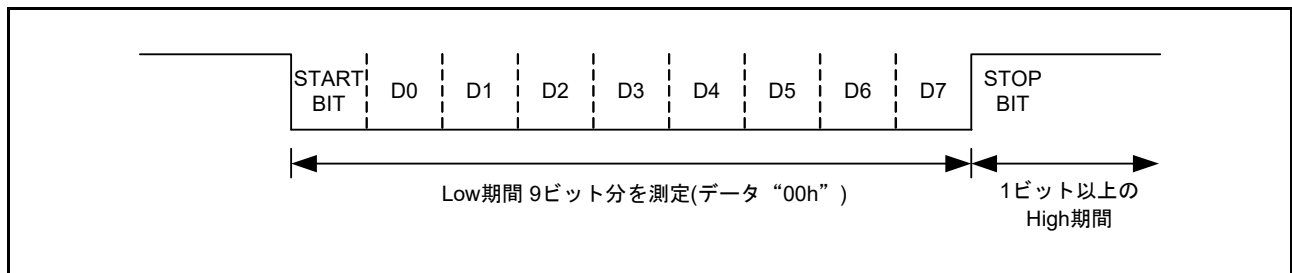 START
BIT
D0
D1
D2
D3
D4
D5
D6
D7
STOP
BIT
Low期間 9ビット分を測定(データ“00h”)
1ビット以上の
High期間